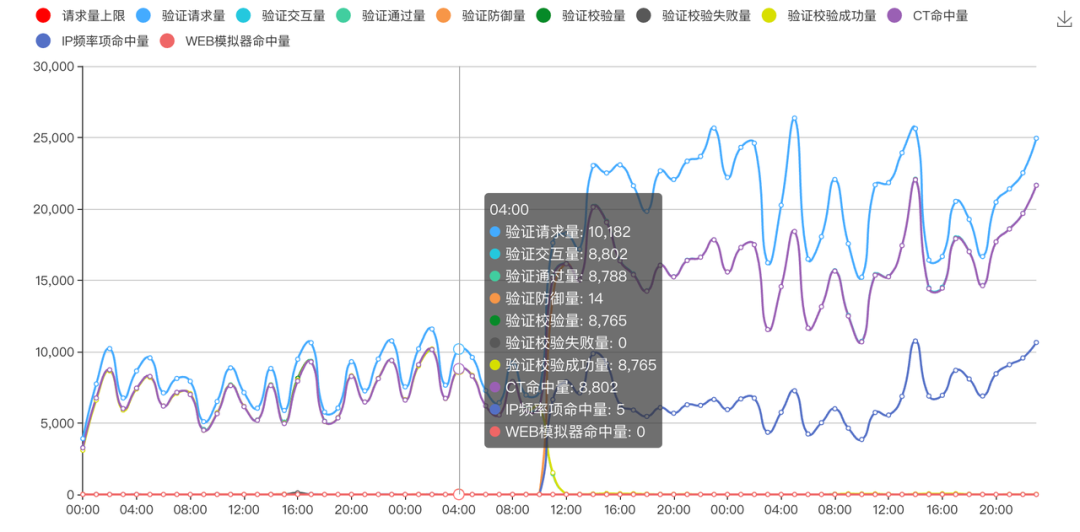 请求量上限 验证请求量 验证交互量 验证通过量 验证防御量 验证校验量 验证校验失败量 验证校验成功量 CT命中量
IP频率项命中量 WEB模拟器命中量
30,000
25,000
20,000
15,000
10,000
5,000
0
04:00
验证请求量: 10,182
验证交互量: 8,802
验证通过量: 8,788
验证防御量: 14
验证校验量: 8,765
验证校验失败量: 0
验证校验成功量: 8,765
CT命中量: 8,802
IP频率项命中量: 5
WEB模拟器命中量: 0
00:00 04:00 08:00 12:00 16:00 20:00 00:00 04:00 08:00 12:00 16:00 20:00 00:00 04:00 08:00 12:00 16:00 20:00